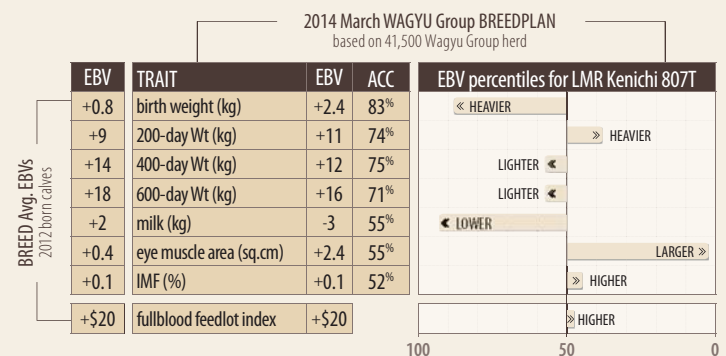 2014 March WAGYU Group BREEDPLAN
based on 41,500 Wagyu Group herd
EBV TRAIT EBV ACC EBV percentiles for LMR Kenichi 807T
+0.8 birth weight (kg) +2.4 83% « HEAVIER
+9 200-day Wt (kg) +11 74% » HEAVIER
+14 400-day Wt (kg) +12 75% LIGHTER «
+18 600-day Wt (kg) +16 71% LIGHTER «
+2 milk (kg) -3 55% « LOWER
+0.4 eye muscle area (sq.cm) +2.4 55% LARGER »
+0.1 IMF (%) +0.1 52% » HIGHER
+$20 fullblood feedlot index +$20 » HIGHER
100 50 0
BREED Avg. EBVs
2012 born calves